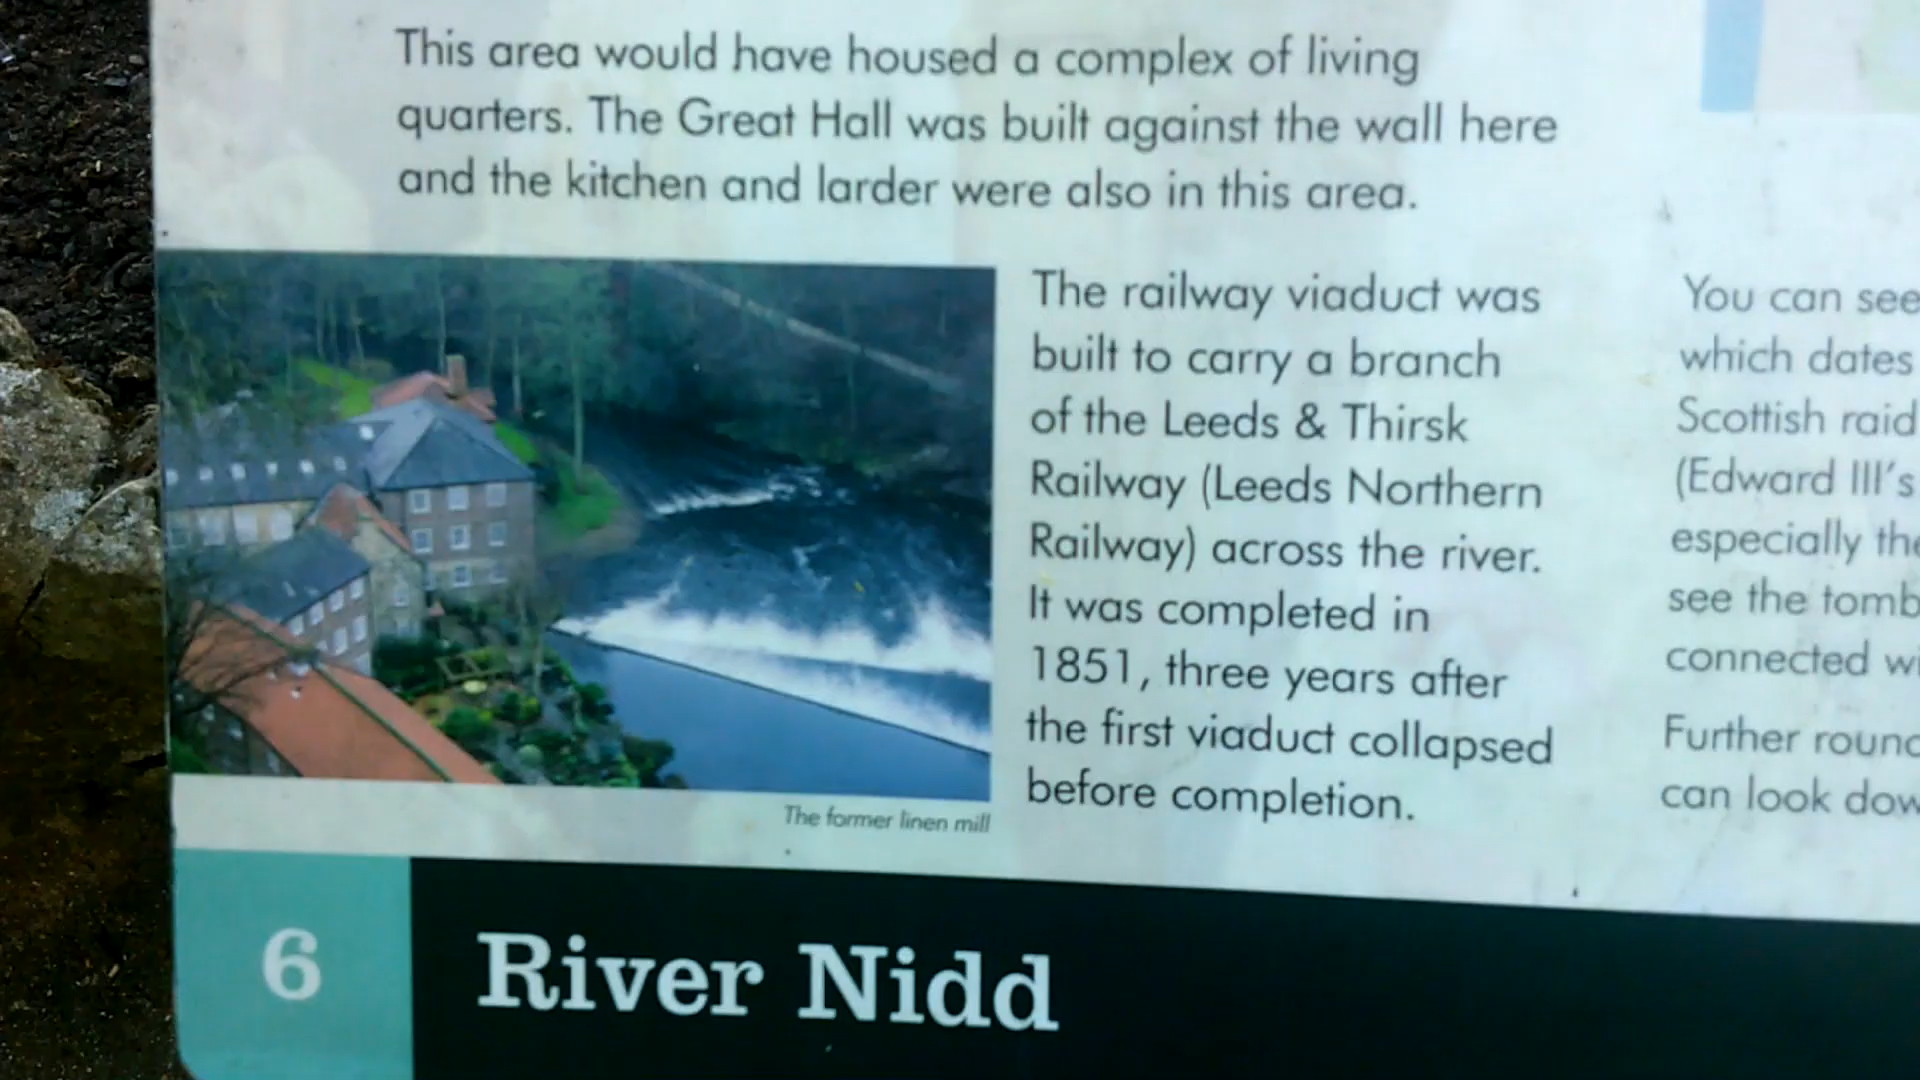 This area would have housed a complex of living
quarters. The Great Hall was built against the wall here
and the kitchen and larder were also in this area.
The railway viaduct was
built to carry a branch
of the Leeds & Thirsk
Railway (Leeds Northern
Railway) across the river.
It was completed in
1851, three years after
the first viaduct collapsed
before completion.
The former linen mill
You can see
which dates
Scottish raid
(Edward III's
especially the
see the tomb
connected wi
Further round
can look dow
6
River Nidd